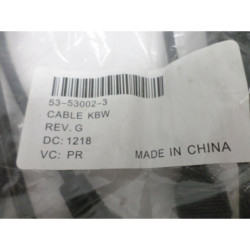 53-53002-3
CABLE KBW
REV. G
DC: 1218
VC: PR
MADE IN CHINA